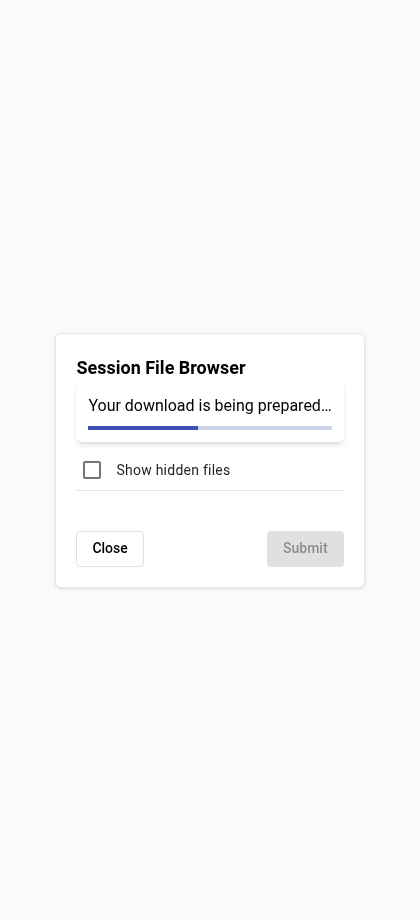 Session File Browser
Your download is being prepared…
Show hidden files
Close
Submit